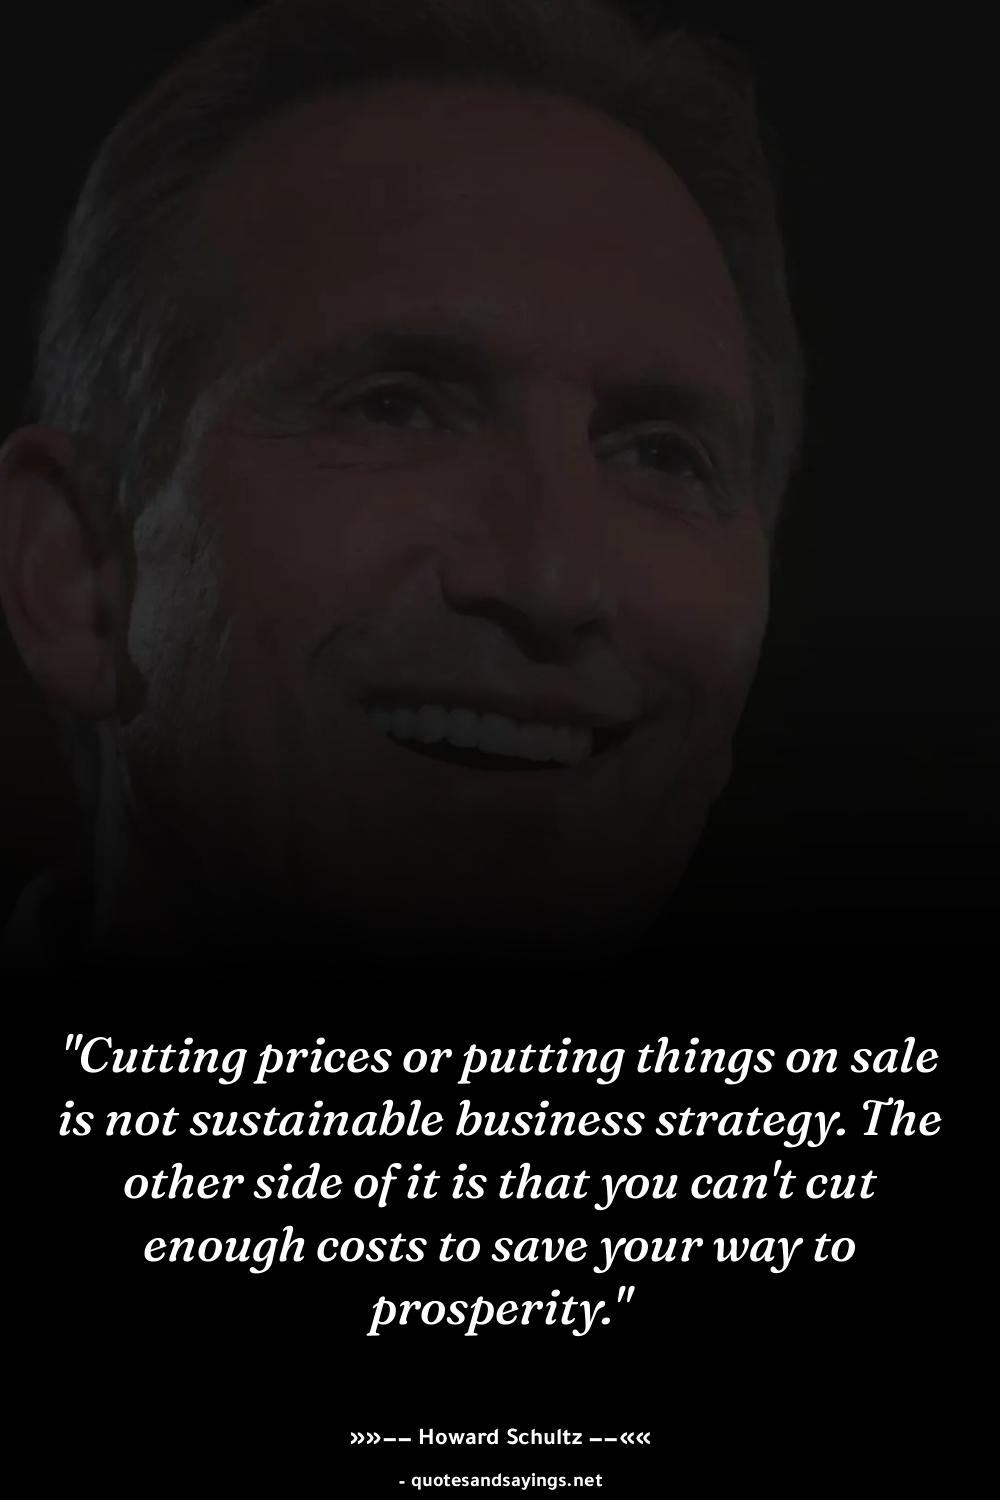 "Cutting prices or putting things on sale
is not sustainable business strategy. The
other side of it is that you can't cut
enough costs to save your way to
prosperity."
»»−− Howard Schultz −−««
- quotesandsayings.net